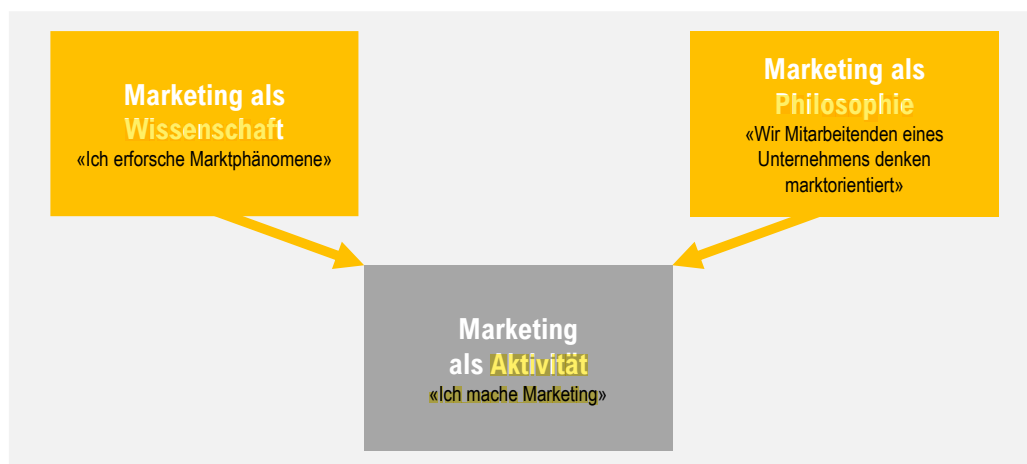 Marketing als
Wissenschaft
«Ich erforsche Marktphänomene»
Marketing als
Philosophie
«Wir Mitarbeitenden eines
Unternehmens denken
marktorientiert»
Marketing
als Aktivität
«Ich mache Marketing»